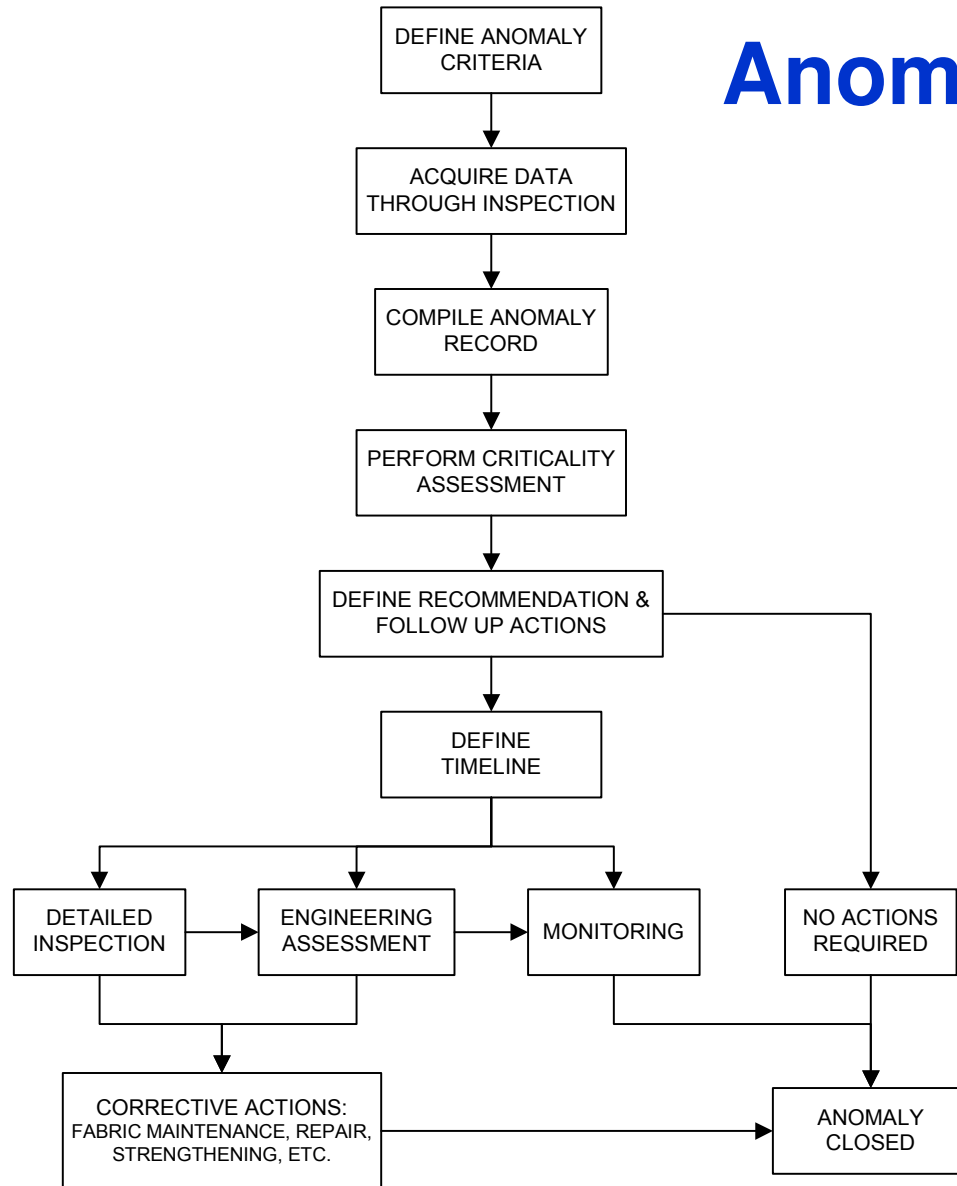 DEFINE ANOMALY
CRITERIA
Anom
ACQUIRE DATA
THROUGH INSPECTION
COMPILE ANOMALY
RECORD
PERFORM CRITICALITY
ASSESSMENT
DEFINE RECOMMENDATION &
FOLLOW UP ACTIONS
DEFINE
TIMELINE
DETAILED
INSPECTION
ENGINEERING
ASSESSMENT
MONITORING
NO ACTIONS
REQUIRED
CORRECTIVE ACTIONS:
FABRIC MAINTENANCE, REPAIR,
STRENGTHENING, ETC.
ANOMALY
CLOSED